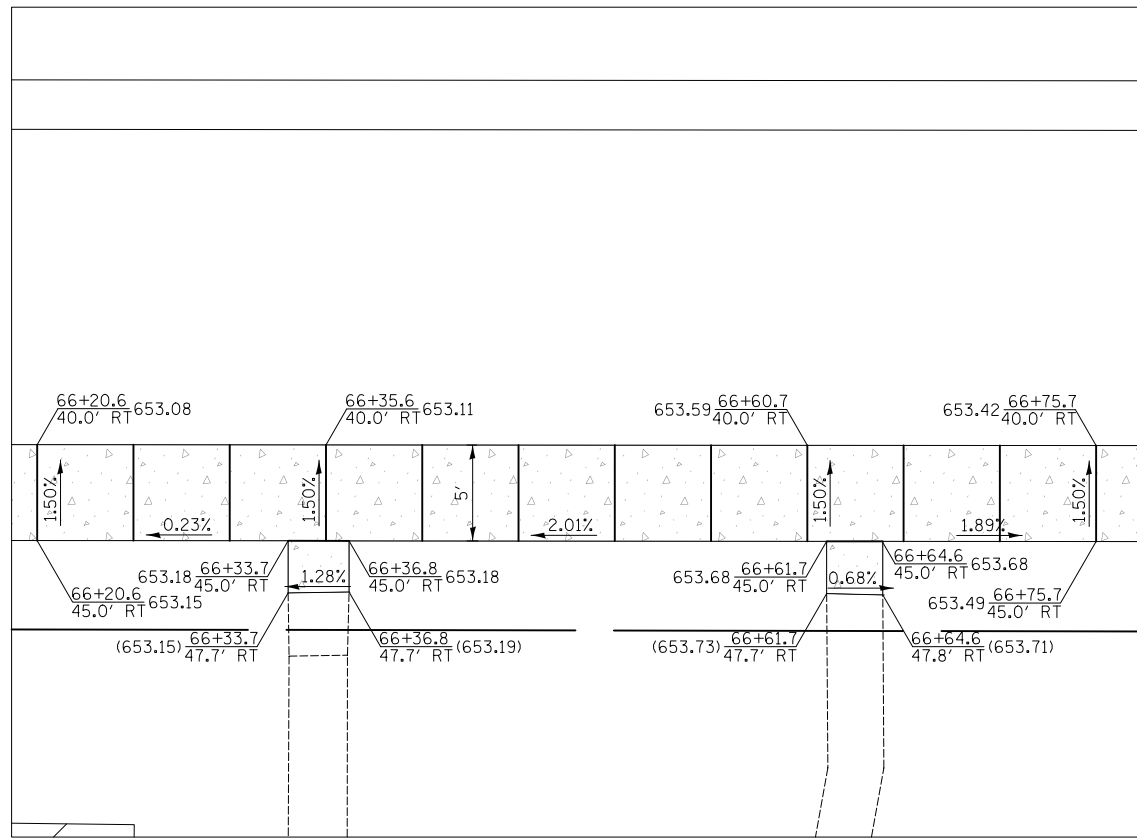 66+20.6
40.0' RT 653.08
66+35.6
40.0' RT 653.11
653.59 66+60.7
40.0' RT
653.42 66+75.7
40.0' RT
1.50%
1.50%
5'
1.50%
1.50%
0.23%
2.01%
1.89%
653.18 66+33.7
45.0' RT
1.28%
66+36.8
45.0' RT 653.18
653.68 66+61.7
45.0' RT
0.68%
66+64.6
45.0' RT 653.68
66+20.6
45.0' RT 653.15
653.49 66+75.7
45.0' RT
(653.15) 66+33.7
47.7' RT
66+36.8
47.7' RT (653.19)
(653.73) 66+61.7
47.7' RT
66+64.6
47.8' RT (653.71)